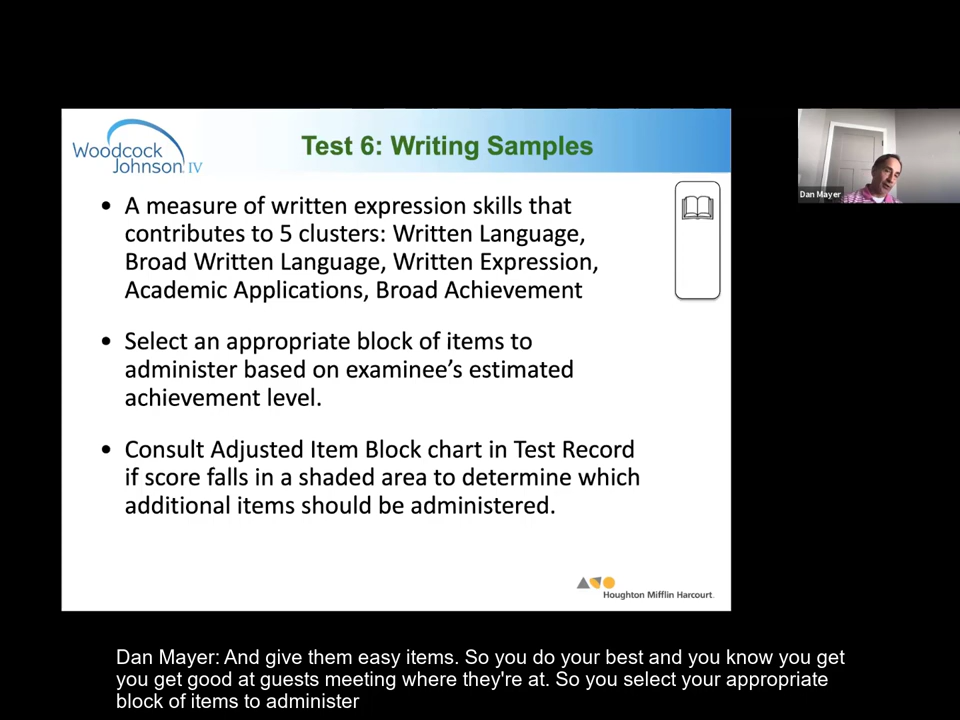 Woodcock
Johnson IV
Test 6: Writing Samples
• A measure of written expression skills that
contributes to 5 clusters: Written Language,
Broad Written Language, Written Expression,
Academic Applications, Broad Achievement
• Select an appropriate block of items to
administer based on examinee’s estimated
achievement level.
• Consult Adjusted Item Block chart in Test Record
if score falls in a shaded area to determine which
additional items should be administered.
Houghton Mifflin Harcourt.
Dan Mayer
Dan Mayer: And give them easy items. So you do your best and you know you get
you get good at guests meeting where they're at. So you select your appropriate
block of items to administer